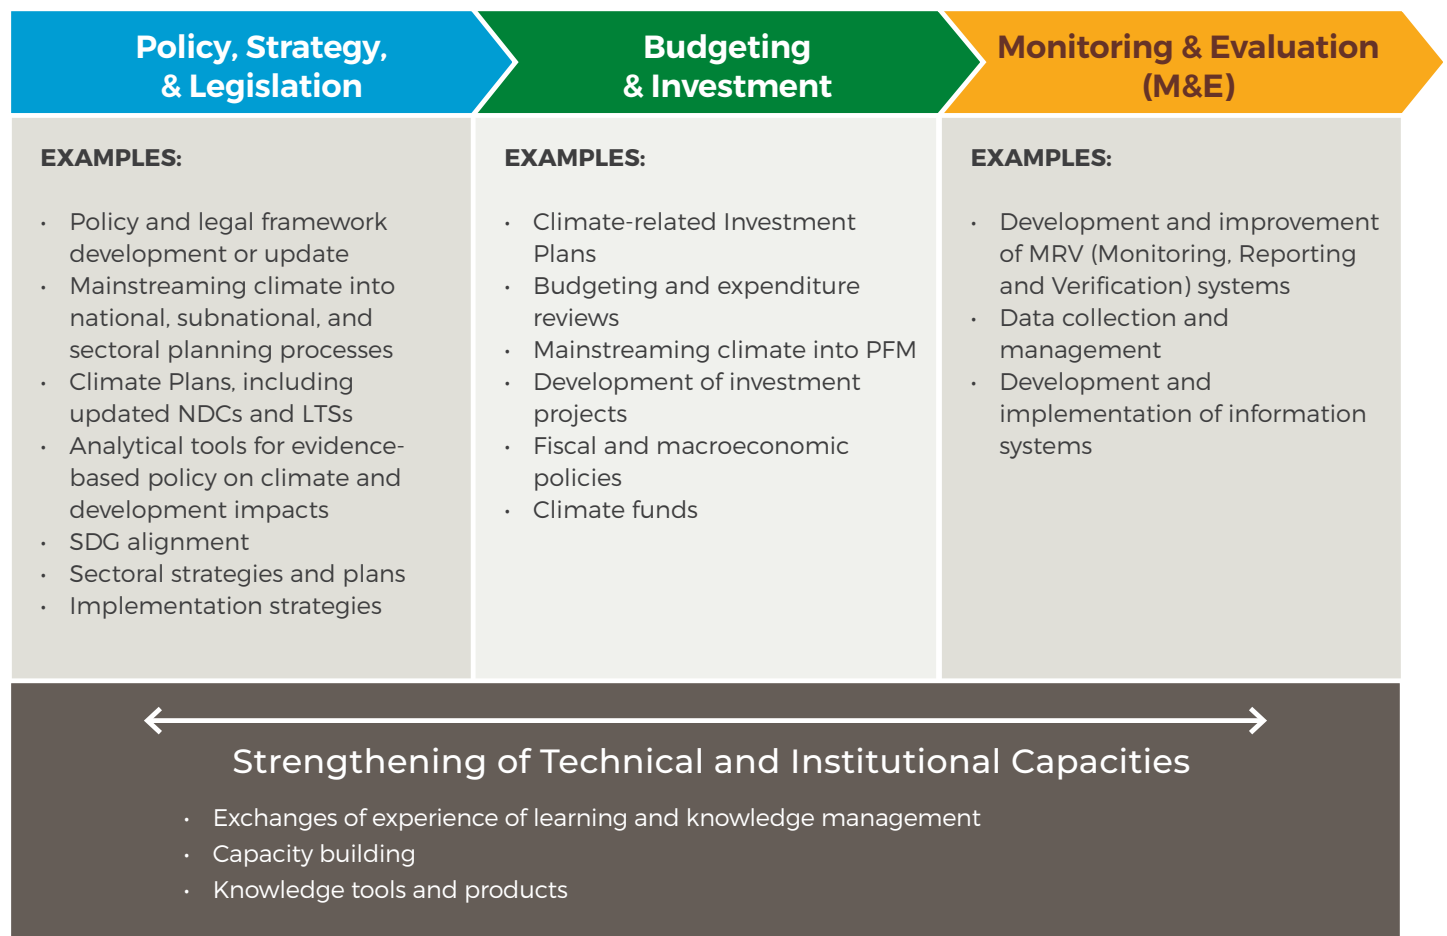 Policy, Strategy,
& Legislation
Budgeting
& Investment
Monitoring & Evaluation
(M&E)
EXAMPLES:
• Policy and legal framework
development or update
• Mainstreaming climate into
national, subnational, and
sectoral planning processes
• Climate Plans, including
updated NDCs and LTSs
• Analytical tools for evidence-
based policy on climate and
development impacts
• SDG alignment
• Sectoral strategies and plans
• Implementation strategies
EXAMPLES:
• Climate-related Investment
Plans
• Budgeting and expenditure
reviews
• Mainstreaming climate into PFM
• Development of investment
projects
• Fiscal and macroeconomic
policies
• Climate funds
EXAMPLES:
• Development and improvement
of MRV (Monitoring, Reporting
and Verification) systems
• Data collection and
management
• Development and
implementation of information
systems
Strengthening of Technical and Institutional Capacities
• Exchanges of experience of learning and knowledge management
• Capacity building
• Knowledge tools and products